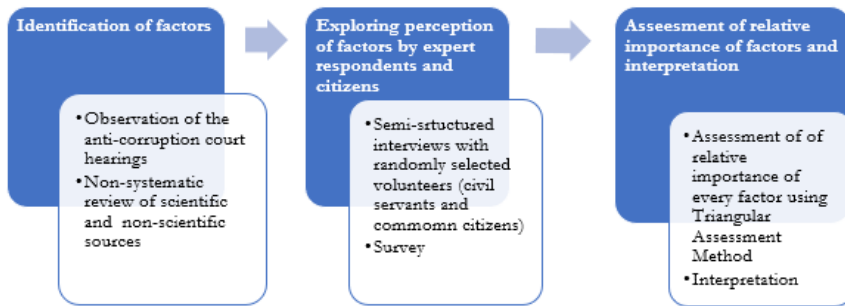 Identification of factors
•Observation of the
anti-corruption court
hearings
•Non-systematic
review of scientific
and non-scientific
sources
Exploring perception
of factors by expert
respondents and
citizens
•Semi-srtuctured
interviews with
randomly selected
volunteers (civil
servants and
commomn citizens)
•Survey
Asseesment of relative
importance of factors and
interpretation
•Assessment of of
relative
importance of
every factor using
Triangular
Assessment
Method
•Interpretation